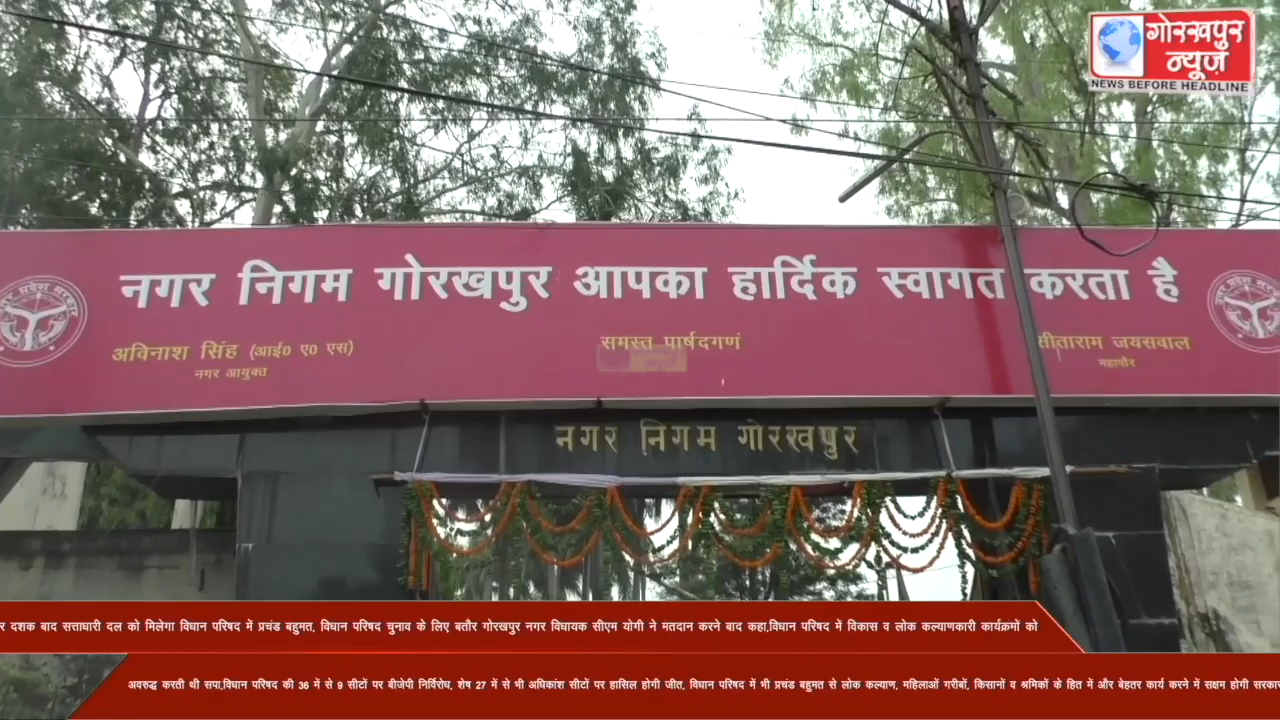 गोरखपुर
न्यूज़
NEWS BEFORE HEADLINE
नगर निगम गोरखपुर आपका हार्दिक स्वागत करता है
अविनाश सिंह (आई0 ए0 एस)
नगर आयुक्त
समस्त पार्षदगणं
सीताराम जयसवाल
महापौर
नगर निगम गोरखपुर
दशक बाद सत्ताधारी दल को मिलेगा विधान परिषद में प्रचंड बहुमत, विधान परिषद चुनाव के लिए बतौर गोरखपुर नगर विधायक सीएम योगी ने मतदान करने बाद कहा,विधान परिषद में विकास व लोक कल्याणकारी कार्यक्रमों को
अवरुद्ध करती थी सपा,विधान परिषद की 36 में से 9 सीटों पर बीजेपी निर्विरोध, शेष 27 में से भी अधिकांश सीटों पर हासिल होगी जीत, विधान परिषद में भी प्रचंड बहुमत से लोक कल्याण, महिलाओं गरीबों, किसानों व श्रमिकों के हित में और बेहतर कार्य करने में सक्षम होगी सरकार